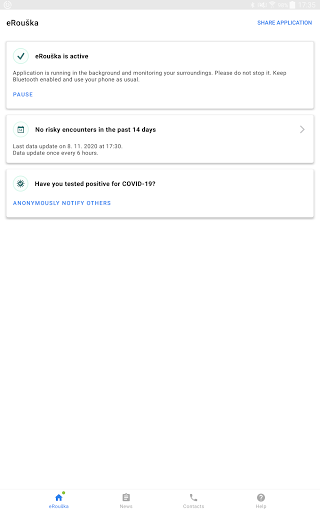 eRouška
SHARE APPLICATION
eRouška is active
Application is running in the background and monitoring your surroundings. Please do not stop it. Keep
Bluetooth enabled and use your phone as usual.
PAUSE
No risky encounters in the past 14 days
Last data update on 8. 11. 2020 at 17:30.
Data update once every 6 hours.
Have you tested positive for COVID-19?
ANONYMOUSLY NOTIFY OTHERS
eRouška
News
Contacts
Help